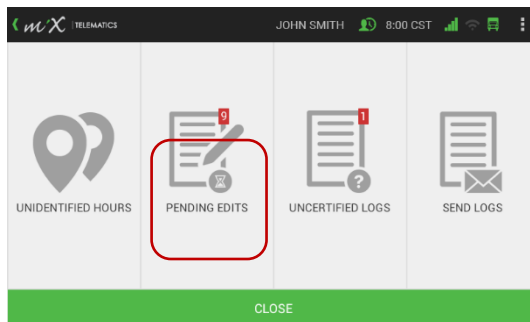 mix TELEMATICS JOHN SMITH 8:00 CST
9 1
?
UNIDENTIFIED HOURS PENDING EDITS UNCERTIFIED LOGS SEND LOGS
CLOSE